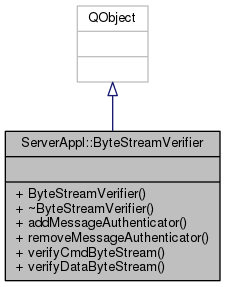 QObject
ServerAppl::ByteStreamVerifier
+ ByteStreamVerifier()
+ ~ByteStreamVerifier()
+ addMessageAuthenticator()
+ removeMessageAuthenticator()
+ verifyCmdByteStream()
+ verifyDataByteStream()